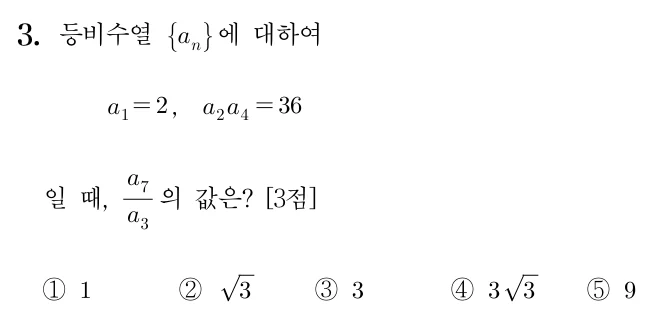 3. 등비수열 {aₙ}에 대하여
a₁=2, a₂a₄=36
일 때, a₇/a₃ 의 값은? [3점]
① 1 ② √3 ③ 3 ④ 3√3 ⑤ 9